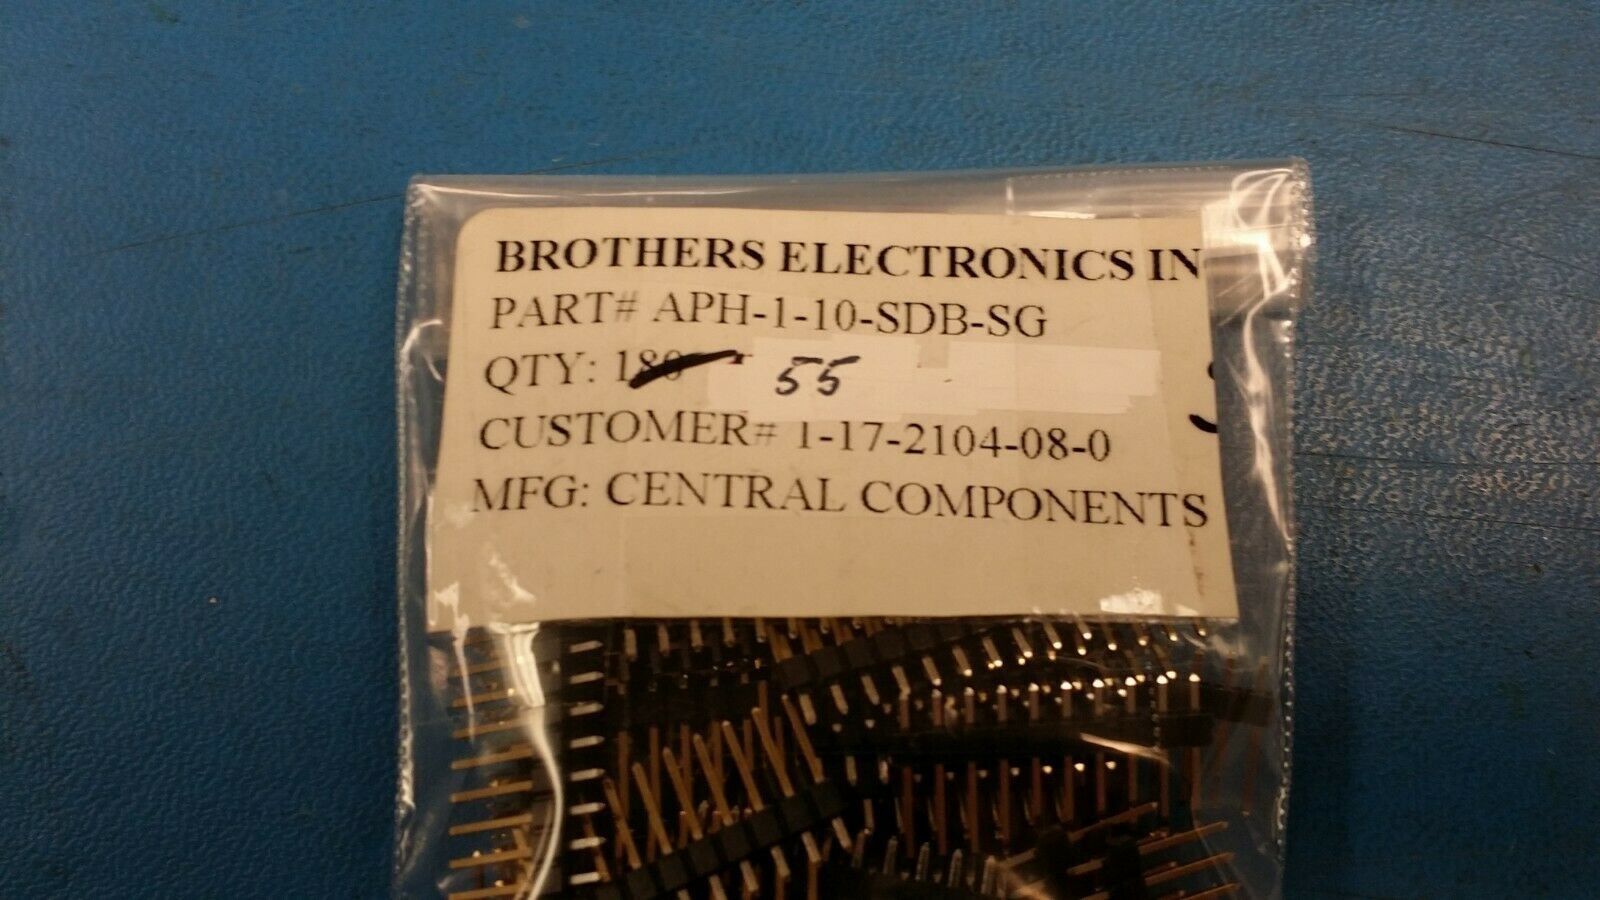 BROTHERS ELECTRONICS IN
PART# APH-1-10-SDB-SG
QTY: 180 55
CUSTOMER# 1-17-2104-08-0
MFG: CENTRAL COMPONENTS